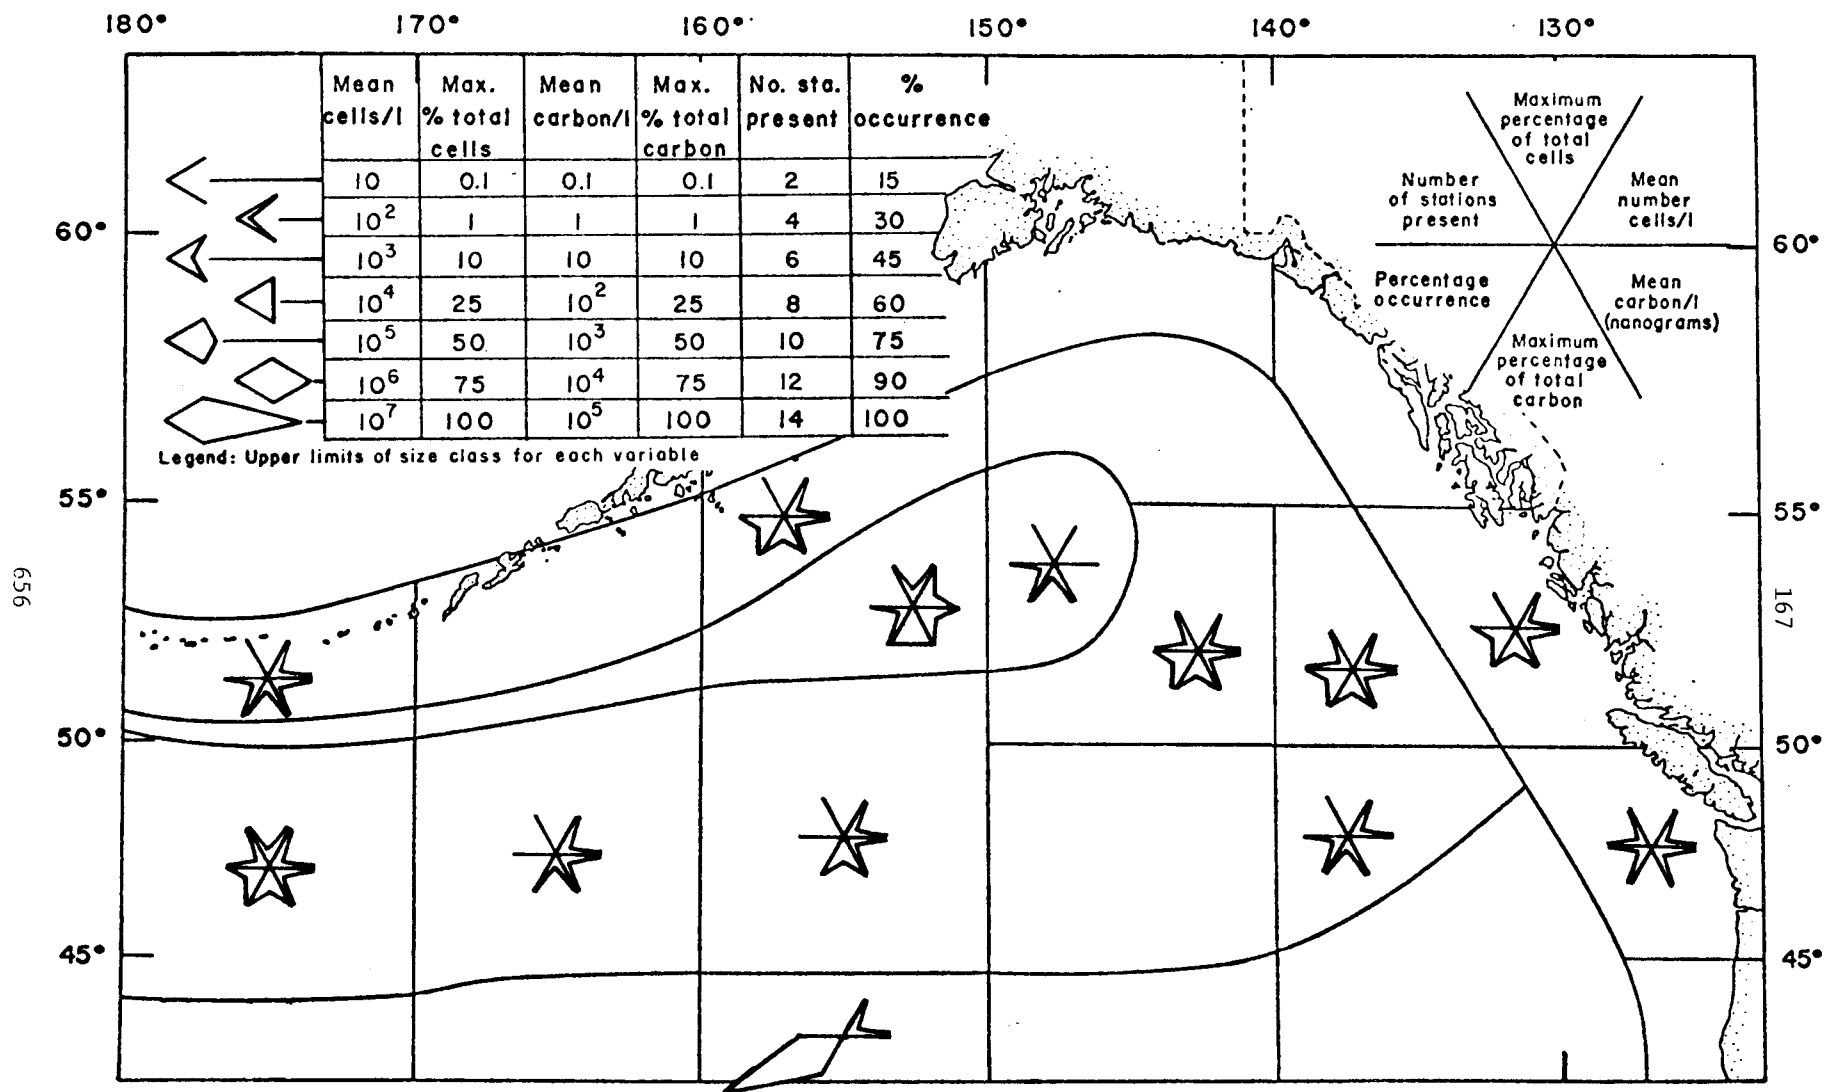 180° 170° 160° 150° 140° 130°
Mean cells/l Max. % total cells Mean carbon/l Max. % total carbon No. sta. present % occurrence
10 0.1 0.1 0.1 2 15
10² 1 1 1 4 30
10³ 10 10 10 6 45
10⁴ 25 10² 25 8 60
10⁵ 50 10³ 50 10 75
10⁶ 75 10⁴ 75 12 90
10⁷ 100 10⁵ 100 14 100
Legend: Upper limits of size class for each variable
Maximum
percentage
of total
cells
Number
of stations
present
Mean
number
cells/l
Percentage
occurrence
Mean
carbon/l
(nanograms)
Maximum
percentage
of total
carbon
60°
55°
50°
45°
60°
55°
50°
45°
656
167